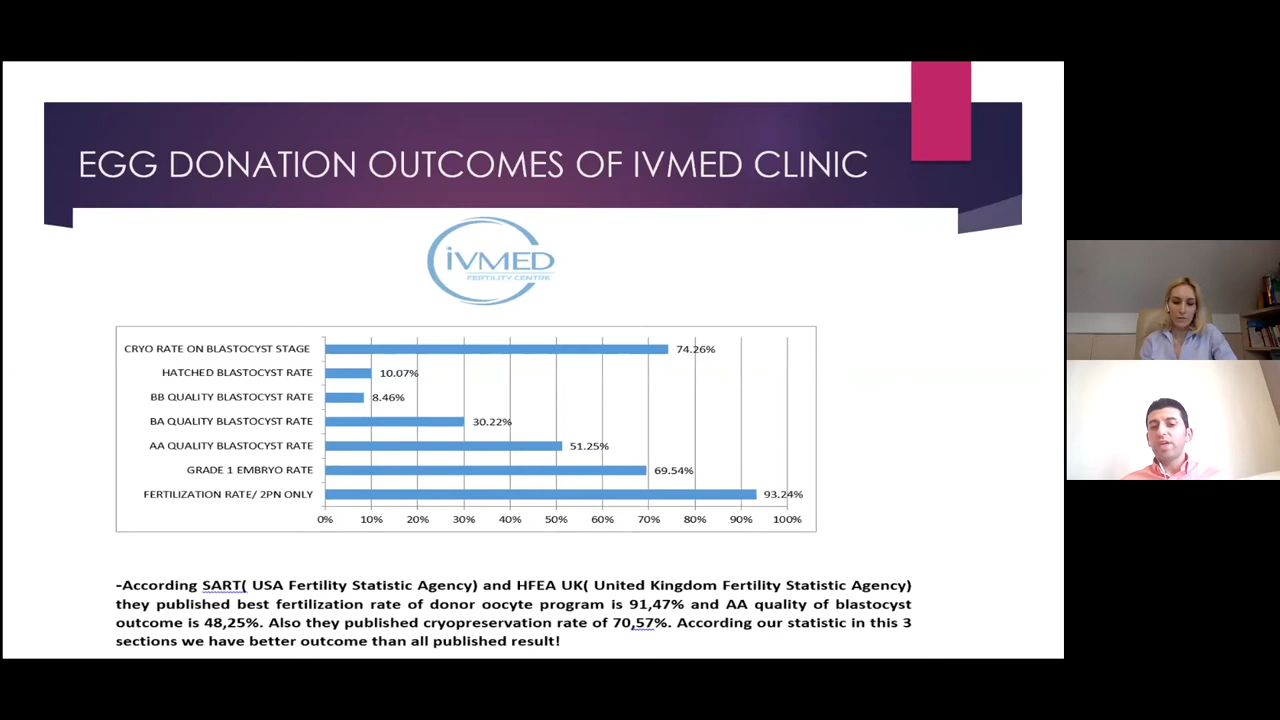 EGG DONATION OUTCOMES OF IVMED CLINIC
iVMED
FERTILITY CENTRE
CRYO RATE ON BLASTOCYST STAGE 74.26%
HATCHED BLASTOCYST RATE 10.07%
BB QUALITY BLASTOCYST RATE 8.46%
BA QUALITY BLASTOCYST RATE 30.22%
AA QUALITY BLASTOCYST RATE 51.25%
GRADE 1 EMBRYO RATE 69.54%
FERTILIZATION RATE/ 2PN ONLY 93.24%
0% 10% 20% 30% 40% 50% 60% 70% 80% 90% 100%
-According SART( USA Fertility Statistic Agency) and HFEA UK( United Kingdom Fertility Statistic Agency)
they published best fertilization rate of donor oocyte program is 91,47% and AA quality of blastocyst
outcome is 48,25%. Also they published cryopreservation rate of 70,57%. According our statistic in this 3
sections we have better outcome than all published result!